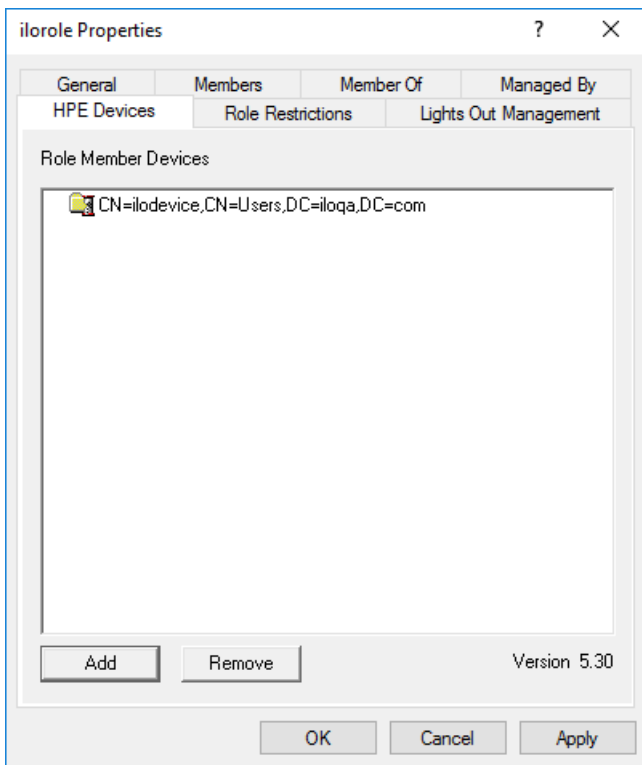 ilorole Properties ? ×
General Members Member Of Managed By
HPE Devices Role Restrictions Lights Out Management
Role Member Devices
CN=ilodevice,CN=Users,DC=iloqa,DC=com
Add Remove Version 5.30
OK Cancel Apply